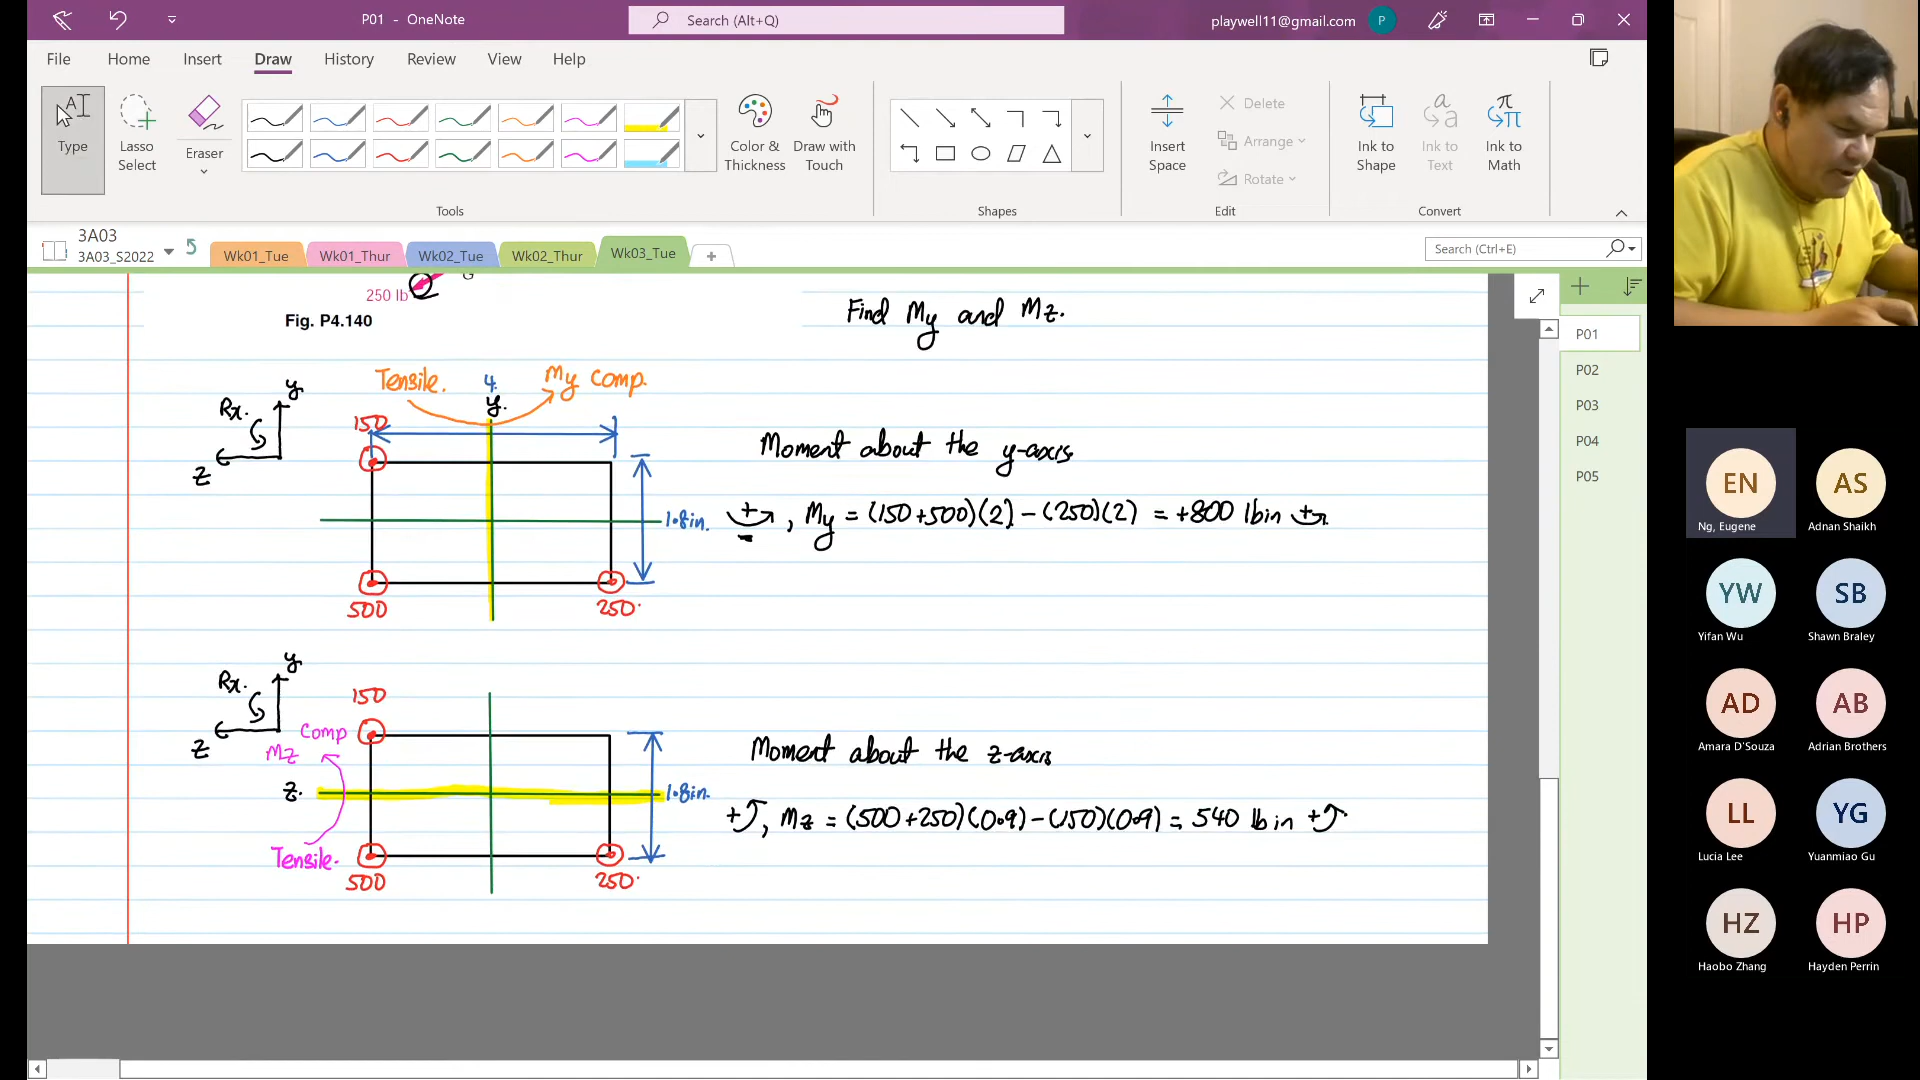 P01 - OneNote
Search (Alt+Q)
playwell11@gmail.com
P
File Home Insert Draw History Review View Help
Type
Lasso Select
Eraser
Color & Thickness
Draw with Touch
Insert Space
Delete
Arrange
Rotate
Ink to Shape
Ink to Text
Ink to Math
Tools Shapes Edit Convert
3A03
3A03_S2022
Wk01_Tue Wk01_Thur Wk02_Tue Wk02_Thur Wk03_Tue
Search (Ctrl+E)
P01
P02
P03
P04
P05
250 lb
G
Fig. P4.140
Find My and Mz.
Rx. y
z
Tensile. 4. My Comp.
y.
150
1.8in.
500 250.
Moment about the y-axis
+ - , My = (150+500)(2) - (250)(2) = +800 lbin +
Rx. y
z
150
Comp
Mz
z.
1.8in.
Tensile.
500 250.
Moment about the z-axis
+, Mz = (500+250)(0.9) - (150)(0.9) = 540 lb in +
EN
Ng, Eugene
AS
Adnan Shaikh
YW
Yifan Wu
SB
Shawn Braley
AD
Amara D'Souza
AB
Adrian Brothers
LL
Lucia Lee
YG
Yuanmiao Gu
HZ
Haobo Zhang
HP
Hayden Perrin